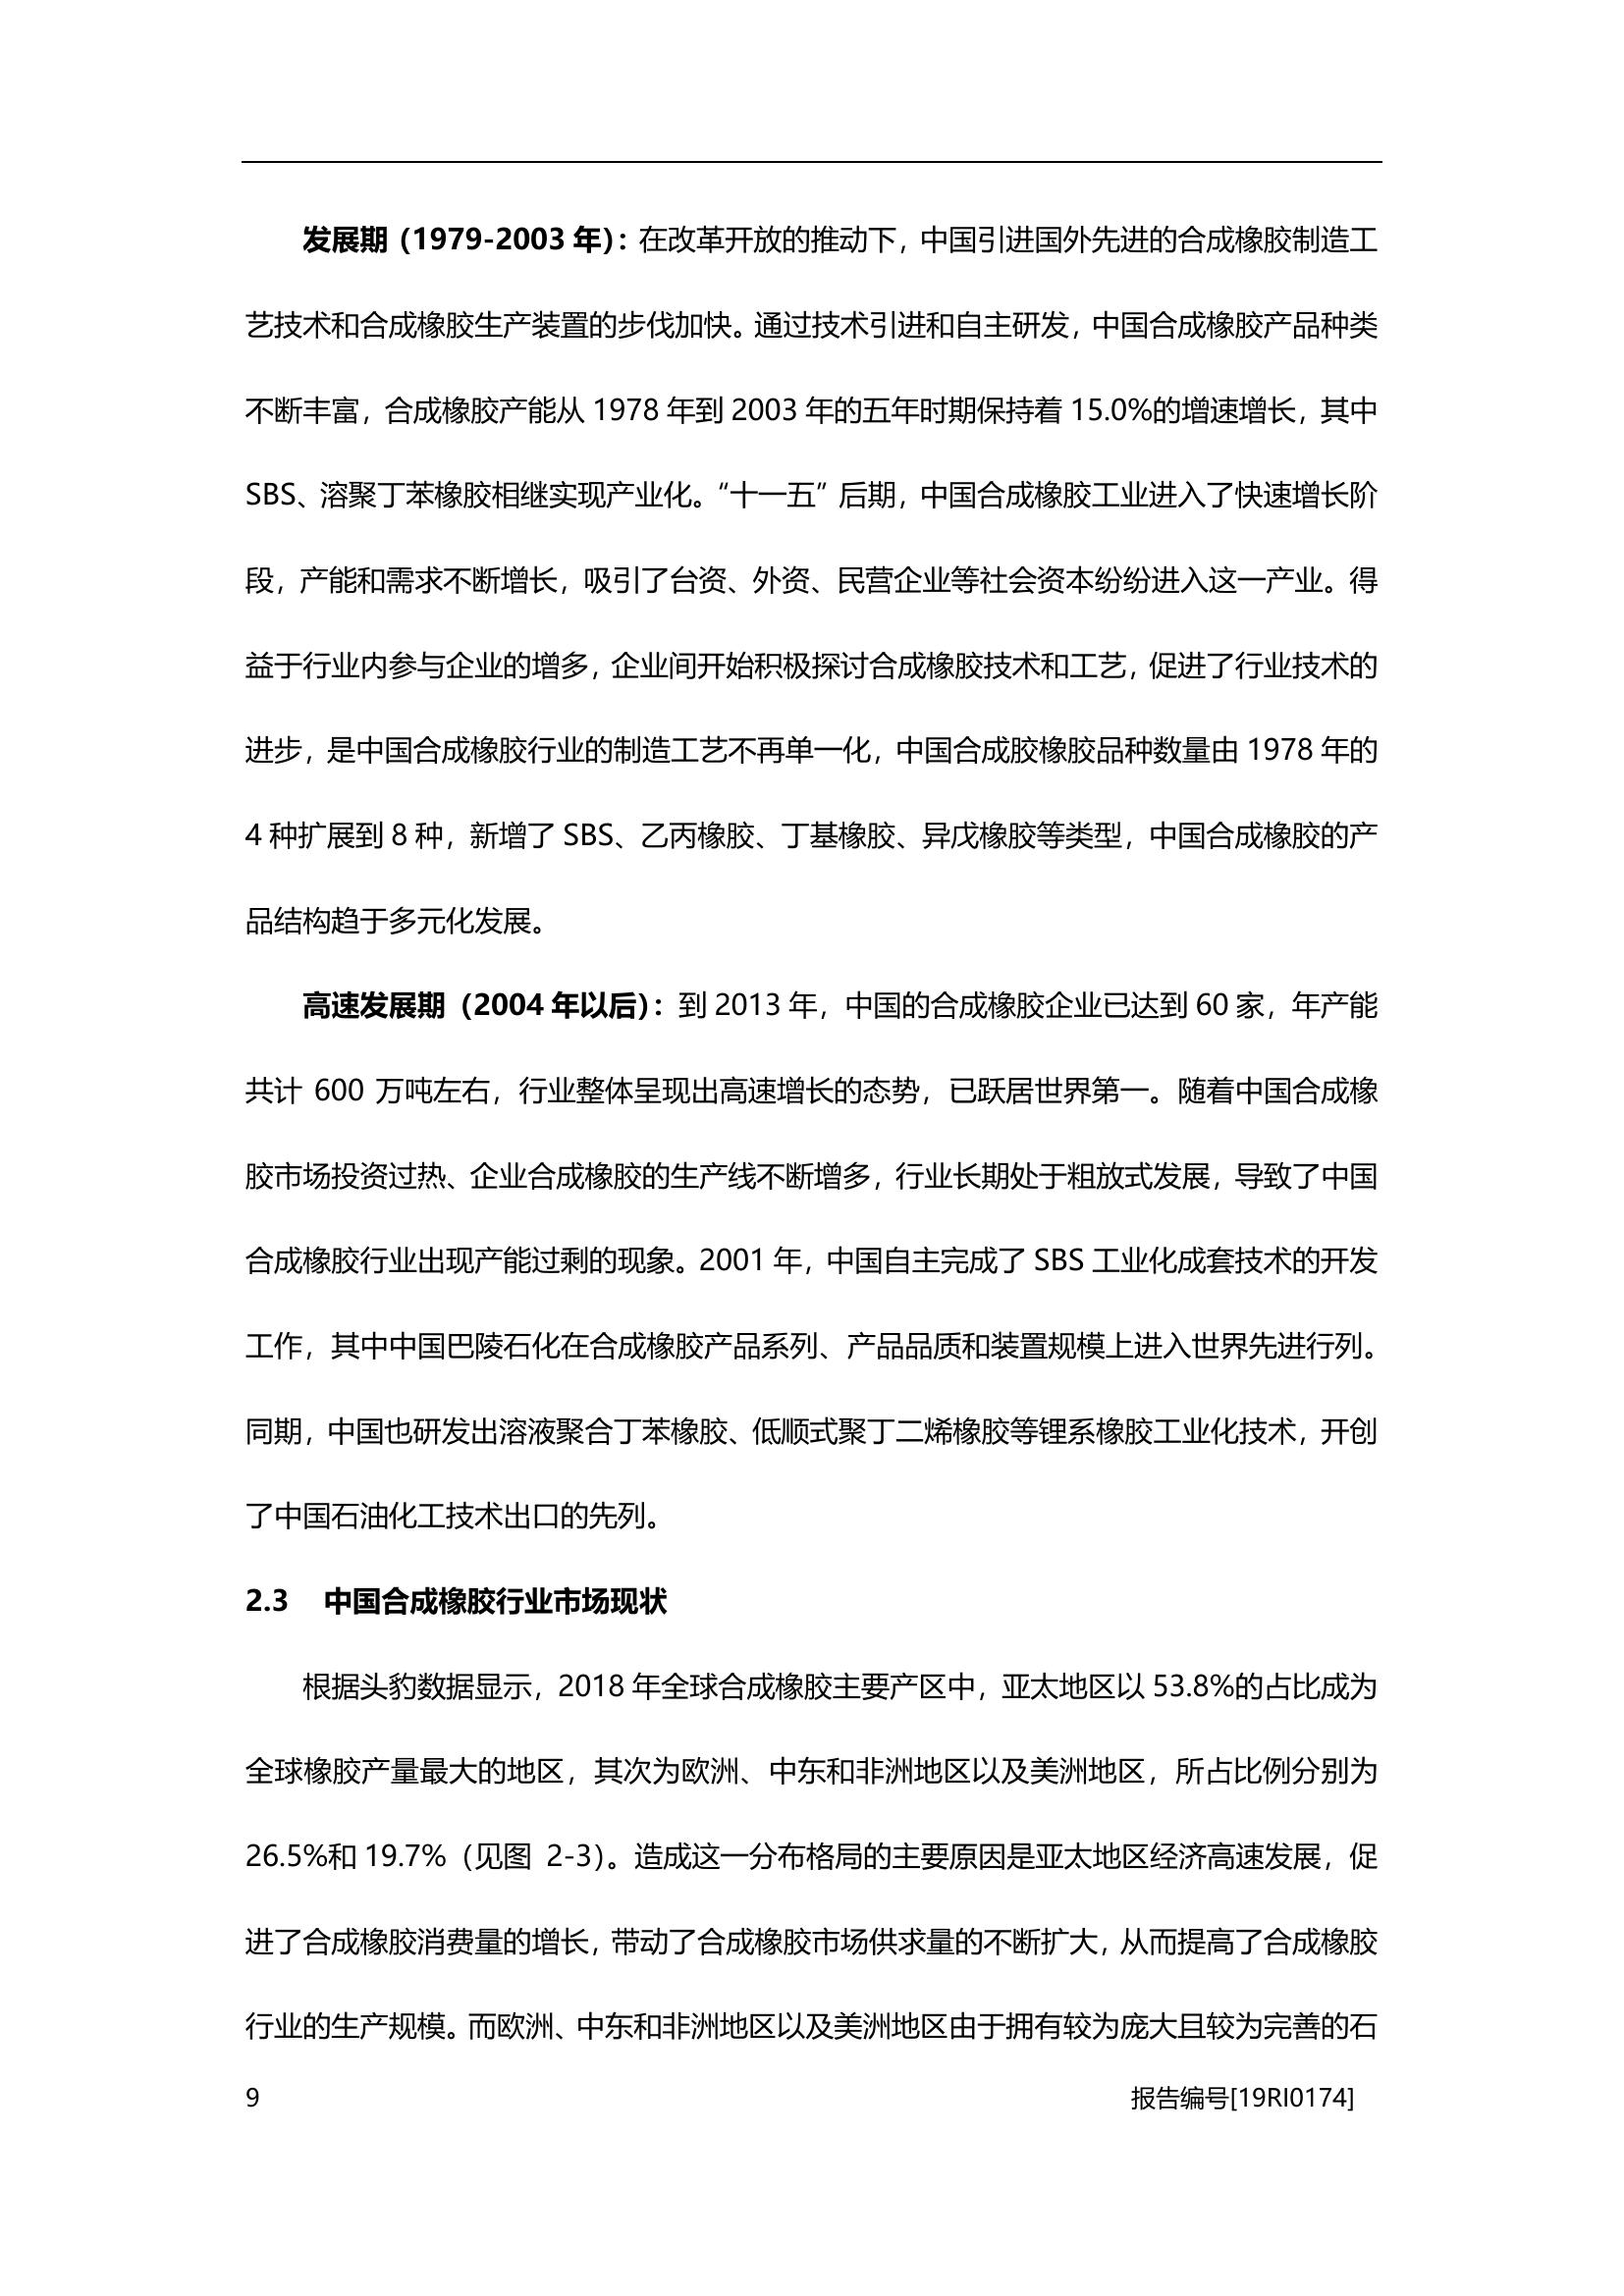 发展期（1979-2003 年）：在改革开放的推动下，中国引进国外先进的合成橡胶制造工
艺技术和合成橡胶生产装置的步伐加快。通过技术引进和自主研发，中国合成橡胶产品种类
不断丰富，合成橡胶产能从 1978 年到 2003 年的五年时期保持着 15.0%的增速增长，其中
SBS、溶聚丁苯橡胶相继实现产业化。“十一五”后期，中国合成橡胶工业进入了快速增长阶
段，产能和需求不断增长，吸引了台资、外资、民营企业等社会资本纷纷进入这一产业。得
益于行业内参与企业的增多，企业间开始积极探讨合成橡胶技术和工艺，促进了行业技术的
进步，是中国合成橡胶行业的制造工艺不再单一化，中国合成胶橡胶品种数量由 1978 年的
4 种扩展到 8 种，新增了 SBS、乙丙橡胶、丁基橡胶、异戊橡胶等类型，中国合成橡胶的产
品结构趋于多元化发展。
高速发展期（2004 年以后）：到 2013 年，中国的合成橡胶企业已达到 60 家，年产能
共计 600 万吨左右，行业整体呈现出高速增长的态势，已跃居世界第一。随着中国合成橡
胶市场投资过热、企业合成橡胶的生产线不断增多，行业长期处于粗放式发展，导致了中国
合成橡胶行业出现产能过剩的现象。2001 年，中国自主完成了 SBS 工业化成套技术的开发
工作，其中中国巴陵石化在合成橡胶产品系列、产品品质和装置规模上进入世界先进行列。
同期，中国也研发出溶液聚合丁苯橡胶、低顺式聚丁二烯橡胶等锂系橡胶工业化技术，开创
了中国石油化工技术出口的先列。
2.3 中国合成橡胶行业市场现状
根据头豹数据显示，2018 年全球合成橡胶主要产区中，亚太地区以 53.8%的占比成为
全球橡胶产量最大的地区，其次为欧洲、中东和非洲地区以及美洲地区，所占比例分别为
26.5%和 19.7%（见图 2-3）。造成这一分布格局的主要原因是亚太地区经济高速发展，促
进了合成橡胶消费量的增长，带动了合成橡胶市场供求量的不断扩大，从而提高了合成橡胶
行业的生产规模。而欧洲、中东和非洲地区以及美洲地区由于拥有较为庞大且较为完善的石
9 报告编号[19RI0174]